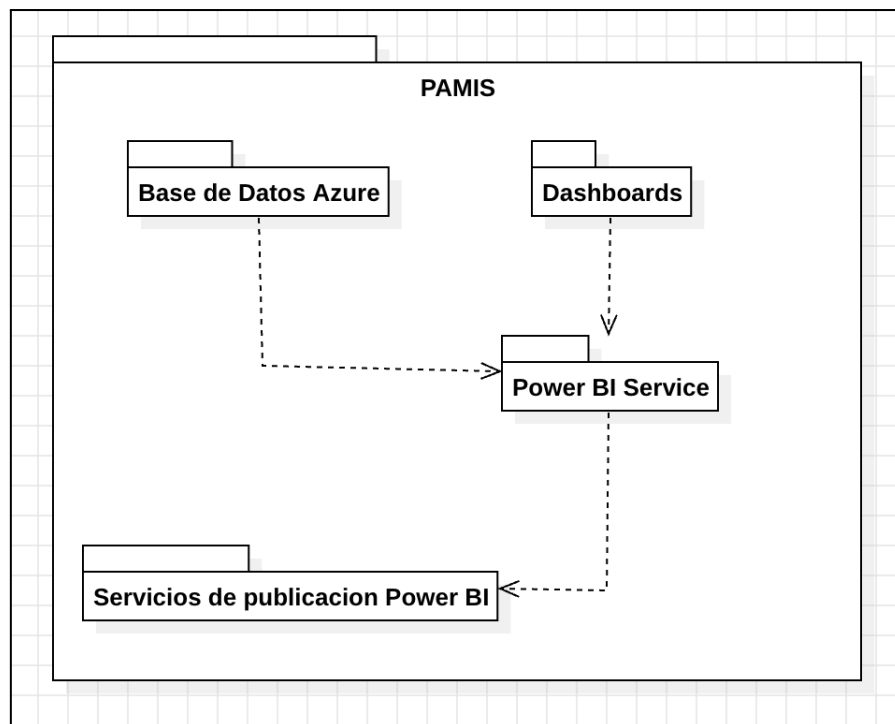 PAMIS
Base de Datos Azure
Dashboards
Power BI Service
Servicios de publicacion Power BI